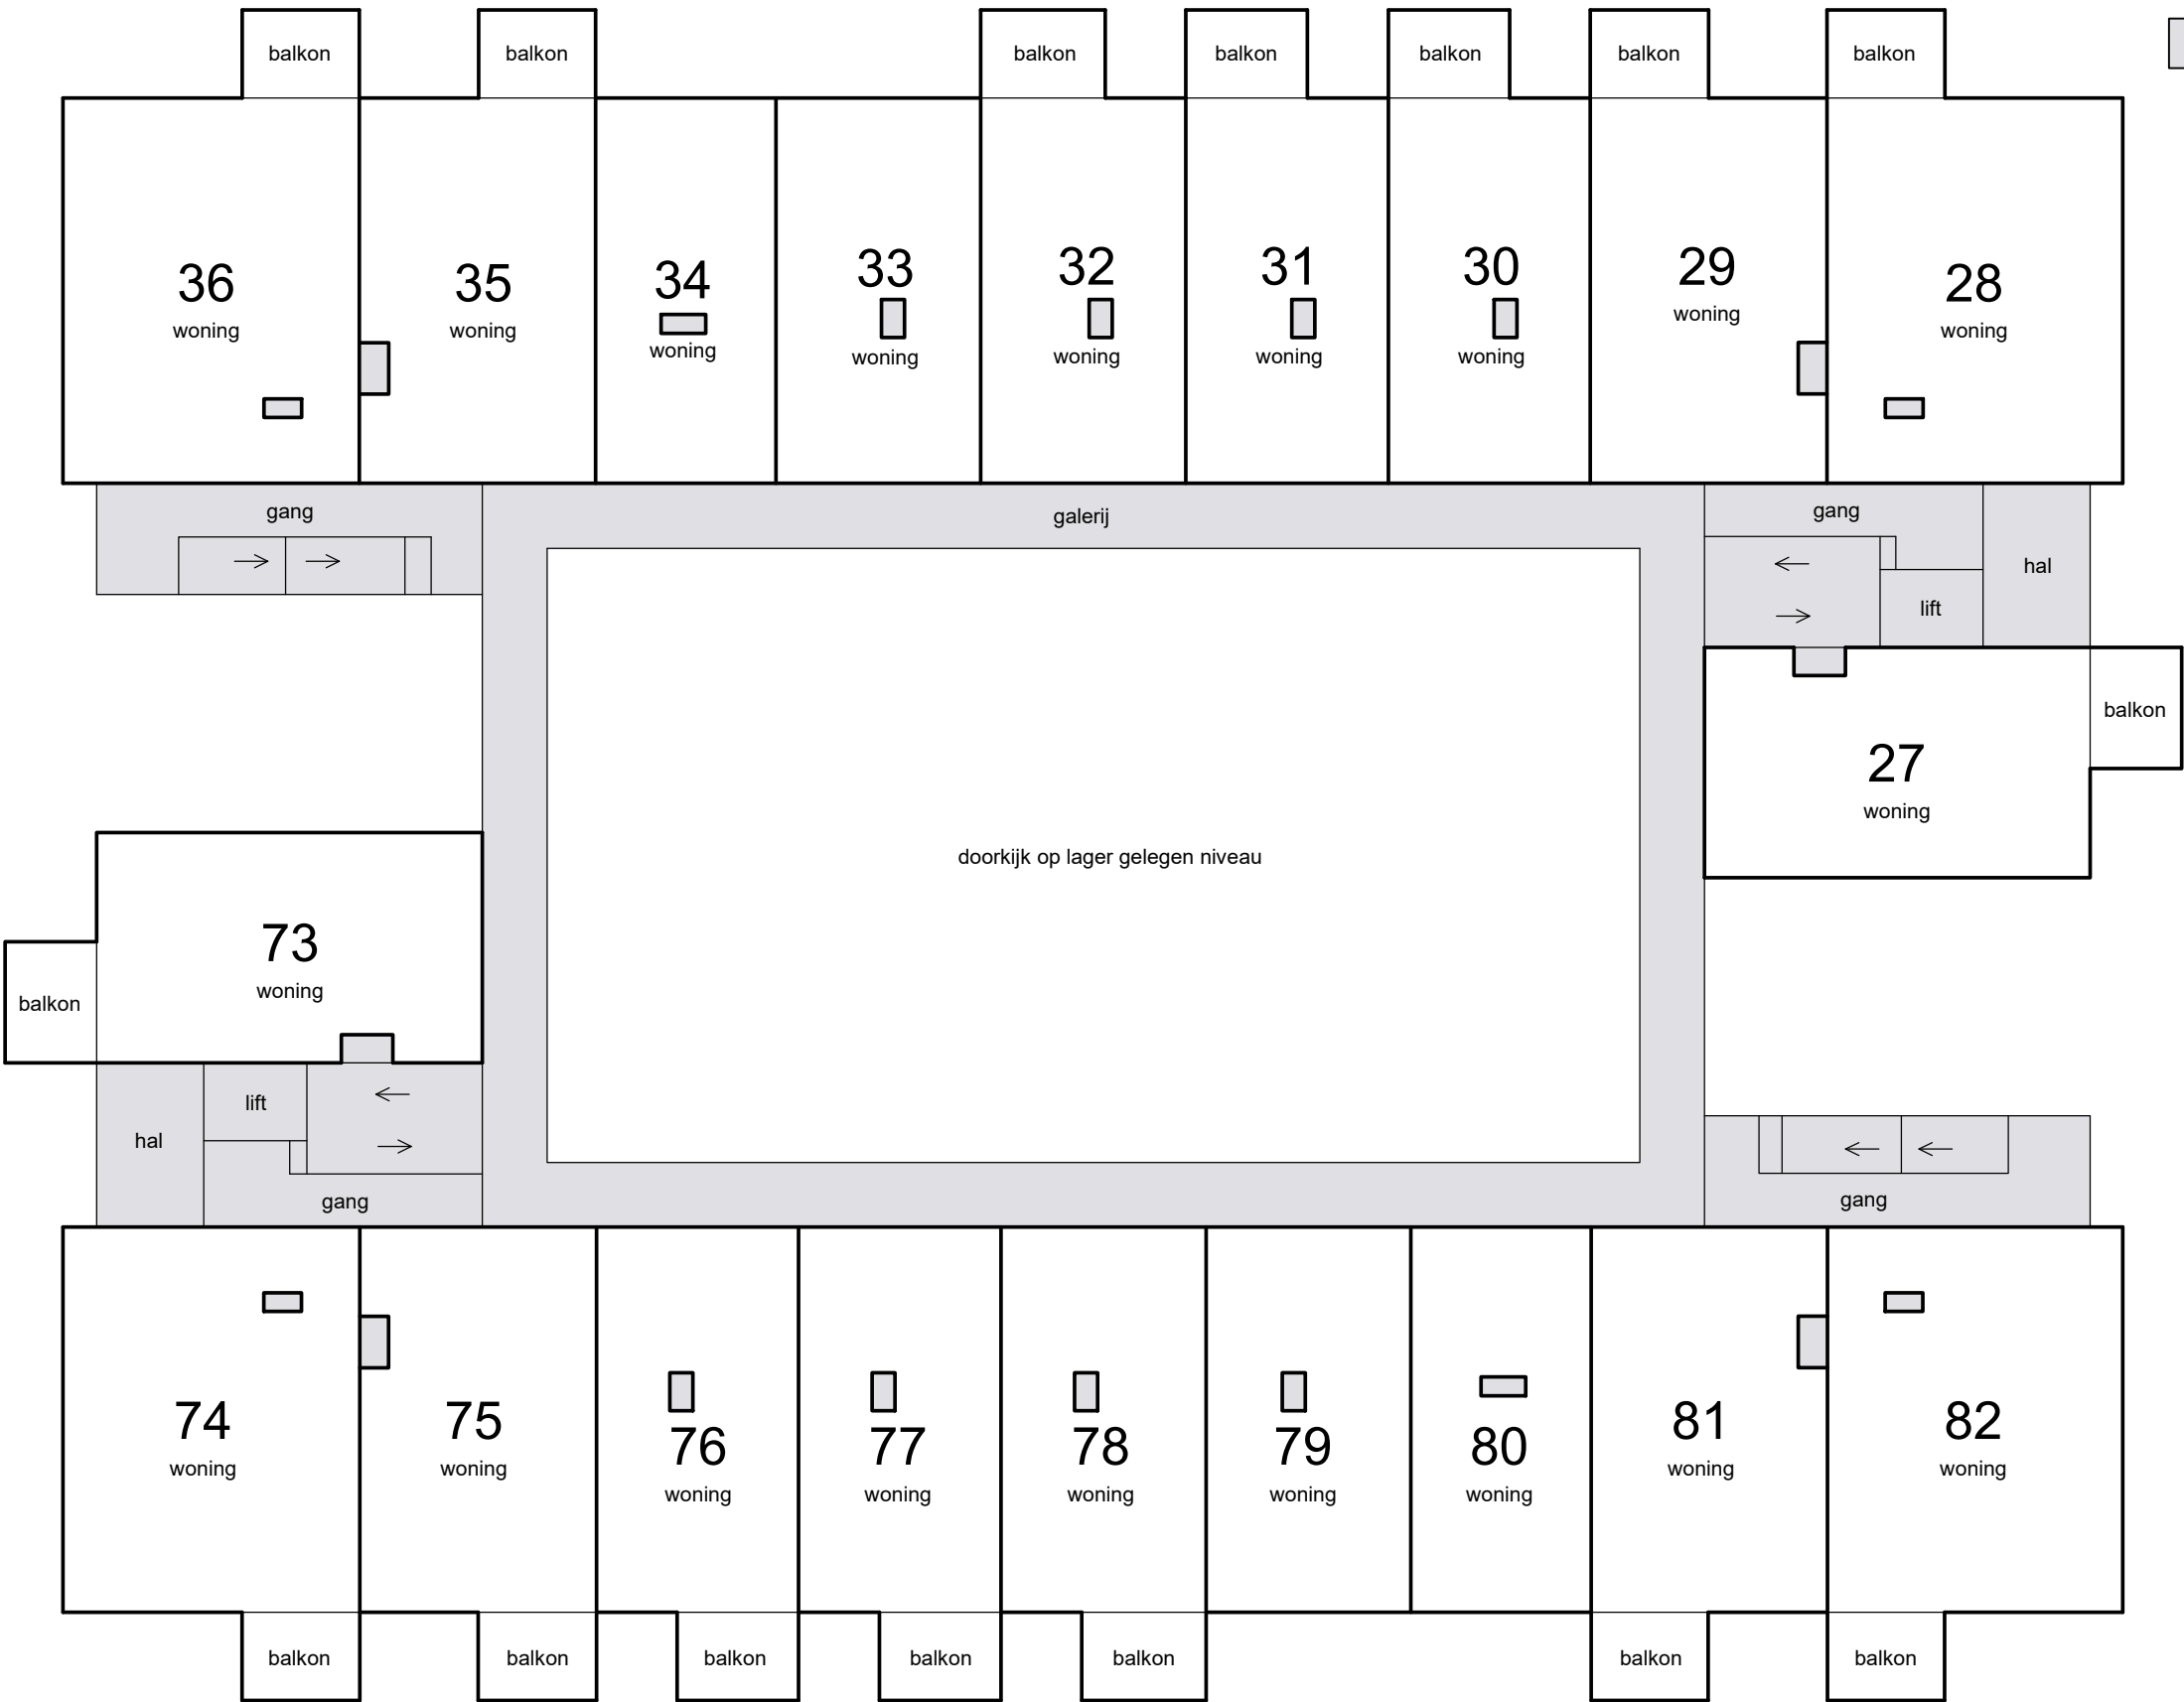 balkon
balkon
balkon
balkon
balkon
balkon
balkon
36
woning
35
woning
34
woning
33
woning
32
woning
31
woning
30
woning
29
woning
28
woning
gang
galerij
gang
hal
lift
balkon
27
woning
doorkijk op lager gelegen niveau
73
woning
balkon
lift
hal
gang
gang
74
woning
75
woning
76
woning
77
woning
78
woning
79
woning
80
woning
81
woning
82
woning
balkon
balkon
balkon
balkon
balkon
balkon
balkon